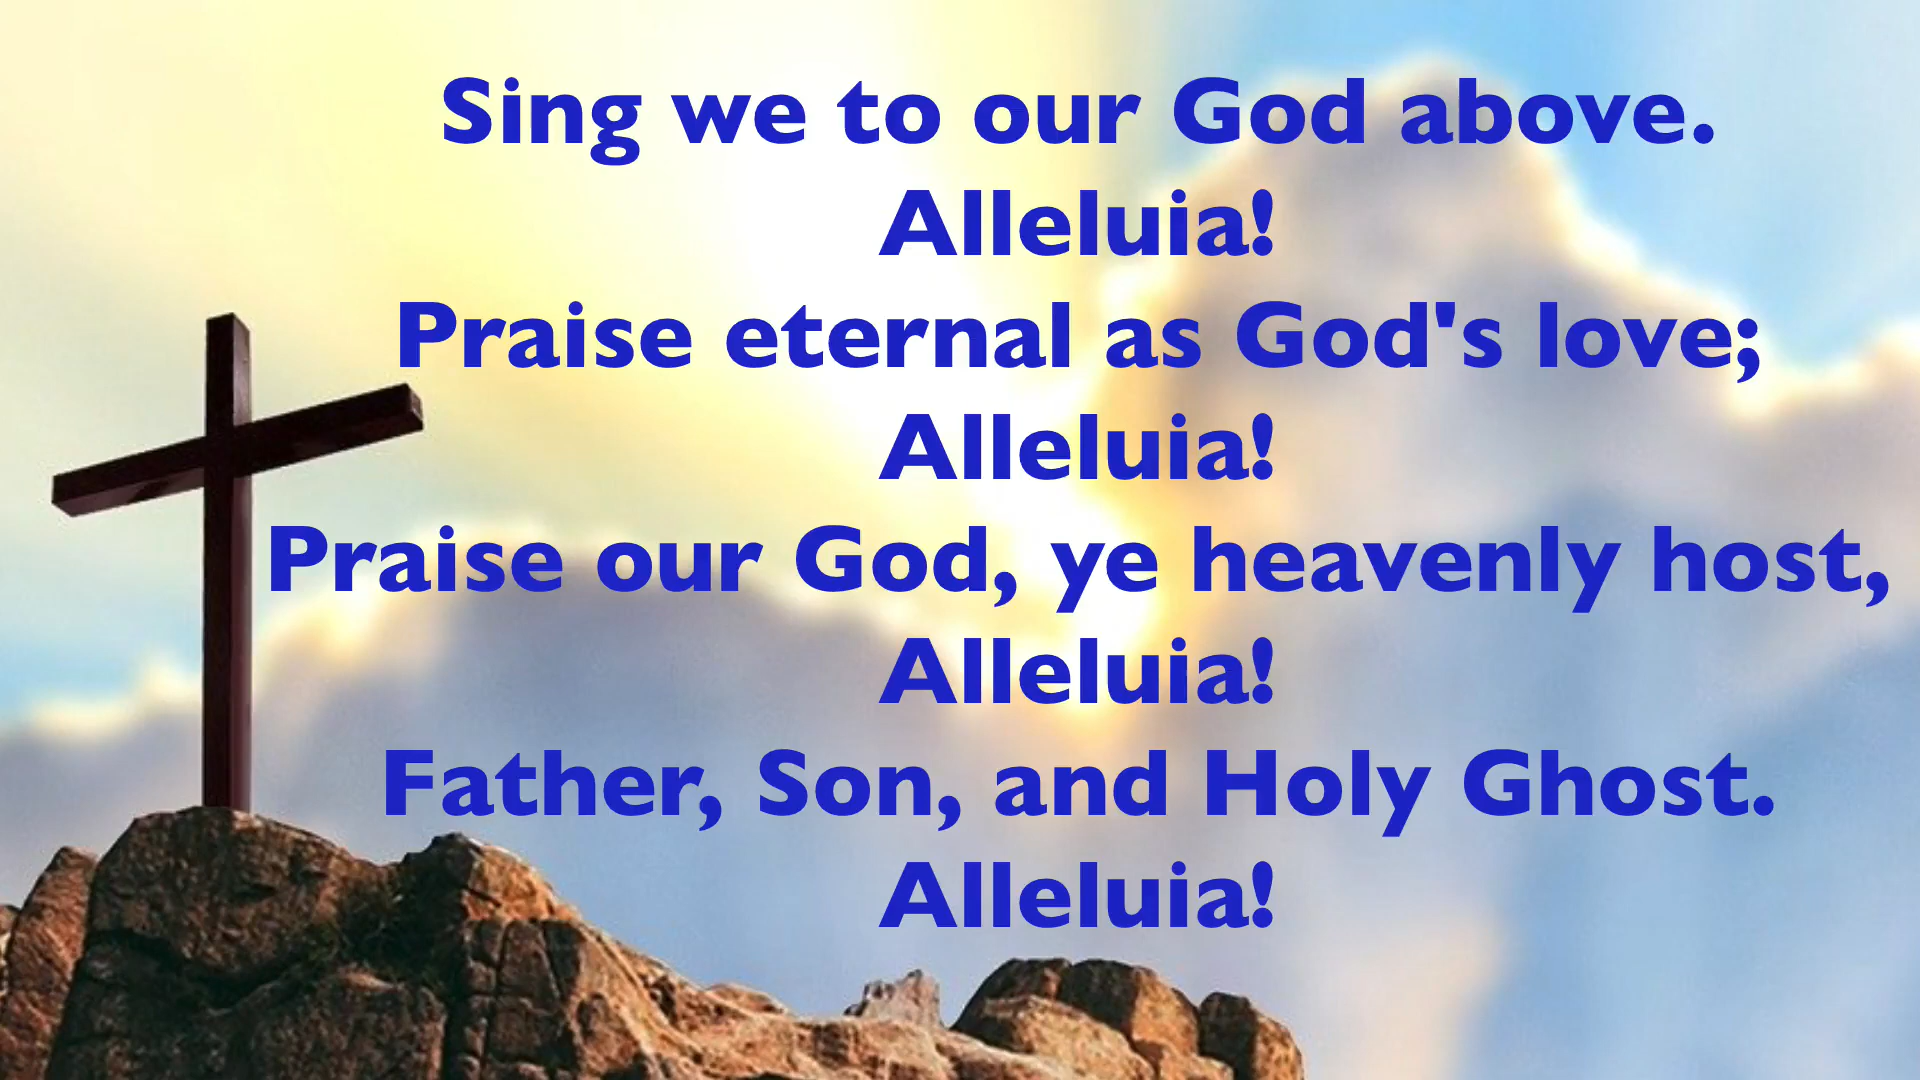 Sing we to our God above.
Alleluia!
Praise eternal as God's love;
Alleluia!
Praise our God, ye heavenly host,
Alleluia!
Father, Son, and Holy Ghost.
Alleluia!